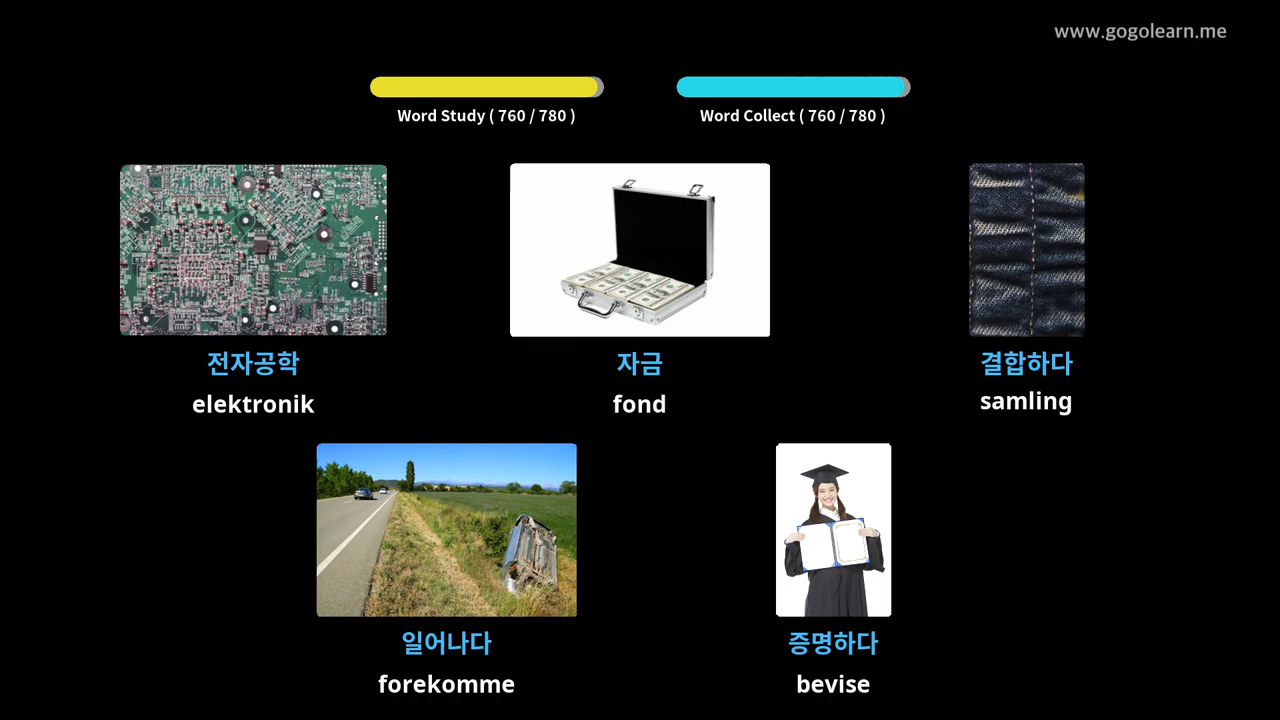 www.gogolearn.me
Word Study ( 760 / 780 )
Word Collect ( 760 / 780 )
전자공학
elektronik
자금
fond
결합하다
samling
일어나다
forekomme
증명하다
bevise